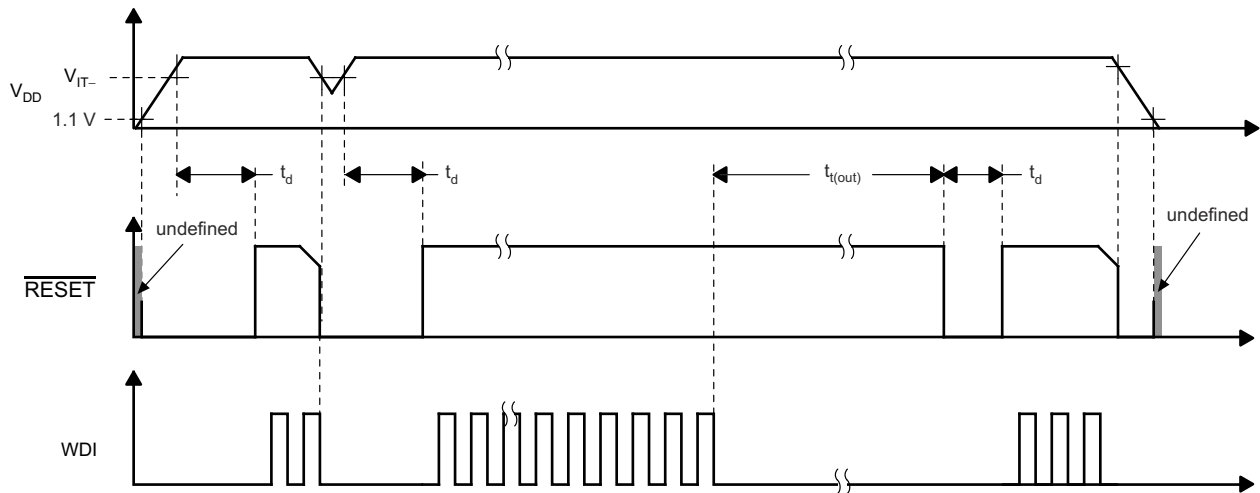 V_IT–
V_DD
1.1 V
t_d
t_d
t_t(out)
t_d
undefined
undefined
RESET
WDI